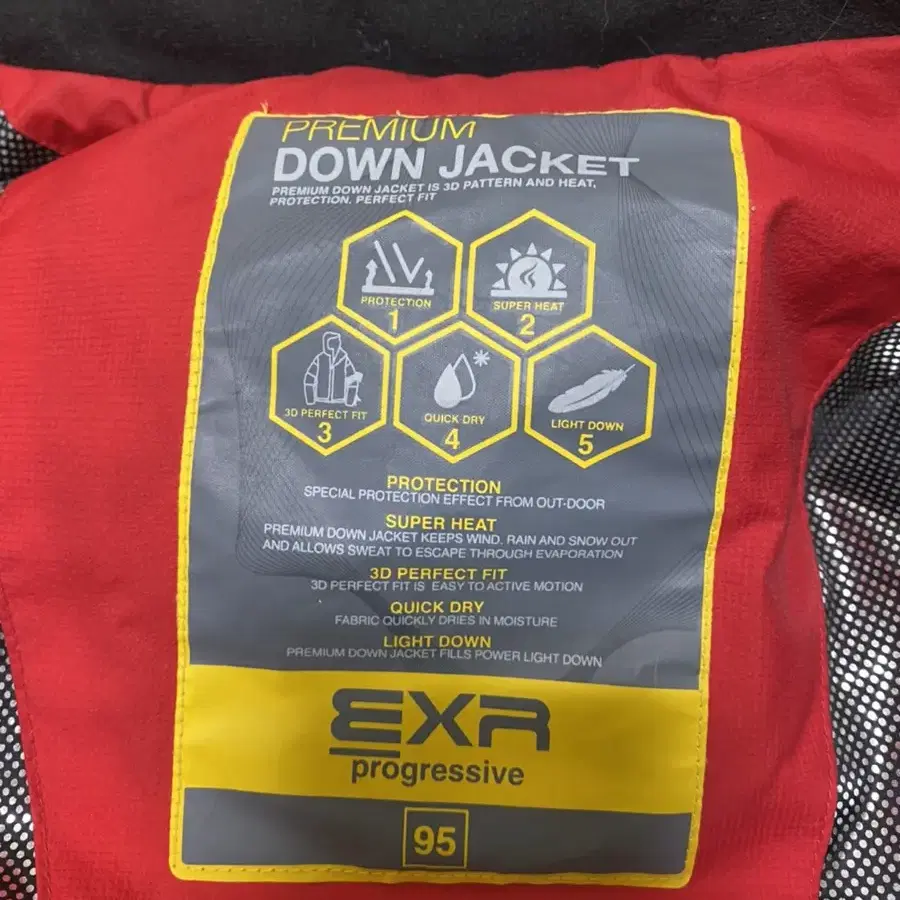 PREMIUM
DOWN JACKET
PREMIUM DOWN JACKET IS 3D PATTERN AND HEAT,
PROTECTION, PERFECT FIT
PROTECTION
1
SUPER HEAT
2
3D PERFECT FIT
3
QUICK DRY
4
LIGHT DOWN
5
PROTECTION
SPECIAL PROTECTION EFFECT FROM OUT-DOOR
SUPER HEAT
PREMIUM DOWN JACKET KEEPS WIND, RAIN AND SNOW OUT
AND ALLOWS SWEAT TO ESCAPE THROUGH EVAPORATION
3D PERFECT FIT
3D PERFECT FIT IS EASY TO ACTIVE MOTION
QUICK DRY
FABRIC QUICKLY DRIES IN MOISTURE
LIGHT DOWN
PREMIUM DOWN JACKET FILLS POWER LIGHT DOWN
EXR
progressive
95